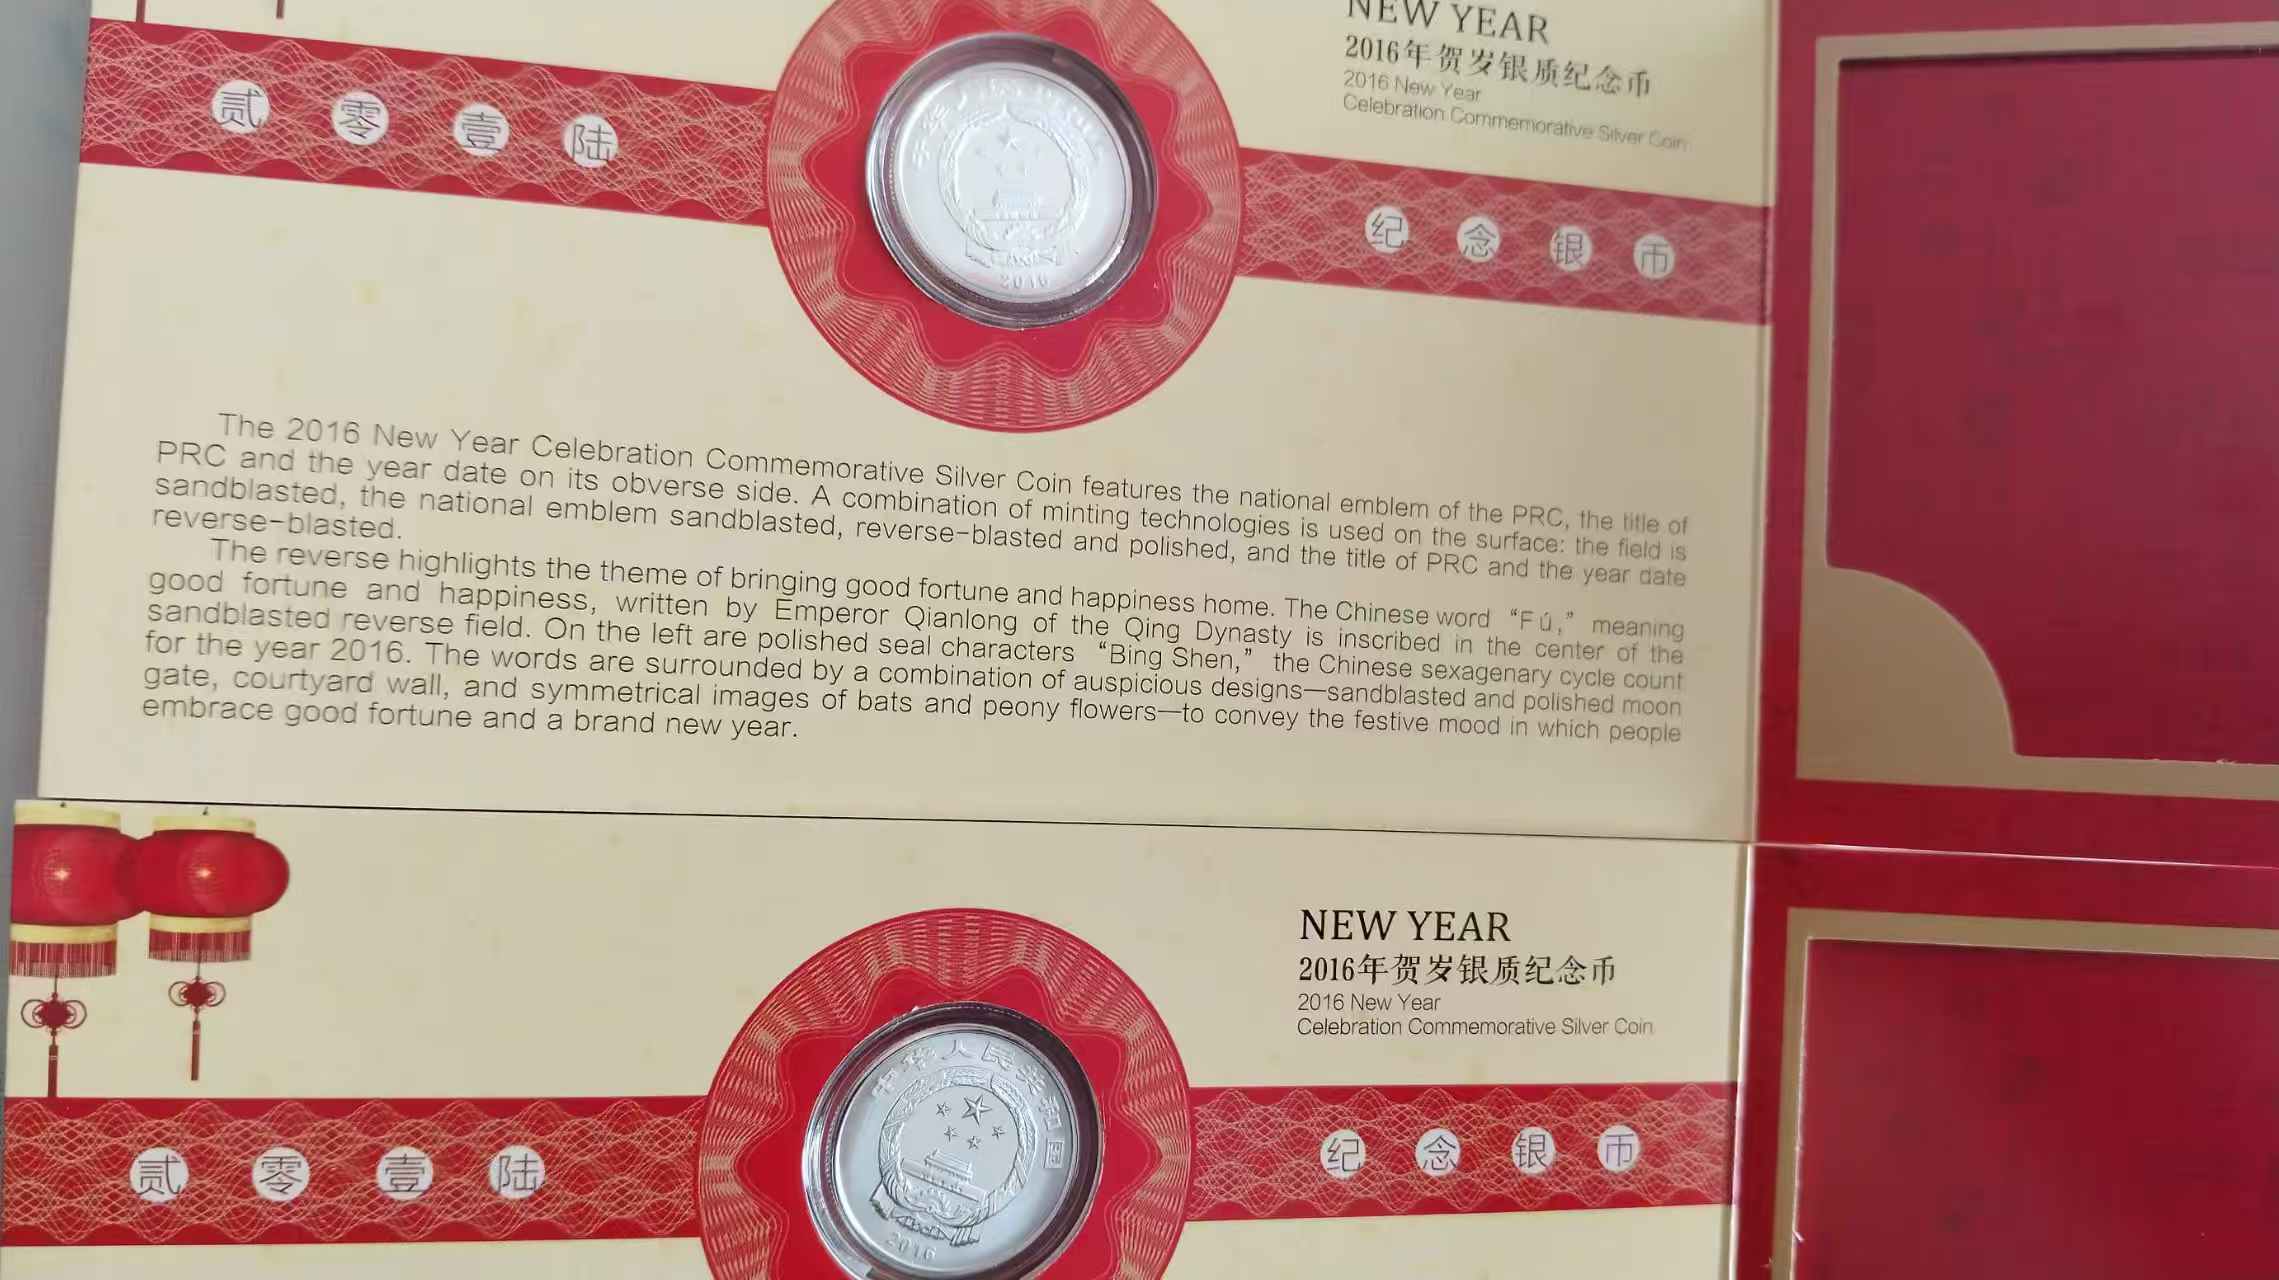 NEW YEAR
2016年贺岁银质纪念币
2016 New Year
Celebration Commemorative Silver Coin
贰零壹陆
2016
纪念银币
The 2016 New Year Celebration Commemorative Silver Coin features the national emblem of the PRC, the title of
PRC and the year date on its obverse side. A combination of minting technologies is used on the surface: the field is
sandblasted, the national emblem sandblasted, reverse-blasted and polished, and the title of PRC and the year date
reverse-blasted.
The reverse highlights the theme of bringing good fortune and happiness home. The Chinese word “Fú,” meaning
good fortune and happiness, written by Emperor Qianlong of the Qing Dynasty is inscribed in the center of the
sandblasted reverse field. On the left are polished seal characters “Bing Shen,” the Chinese sexagenary cycle count
for the year 2016. The words are surrounded by a combination of auspicious designs—sandblasted and polished moon
gate, courtyard wall, and symmetrical images of bats and peony flowers—to convey the festive mood in which people
embrace good fortune and a brand new year.
NEW YEAR
2016年贺岁银质纪念币
2016 New Year
Celebration Commemorative Silver Coin
贰零壹陆
中华人民共和国
2016
纪念银币